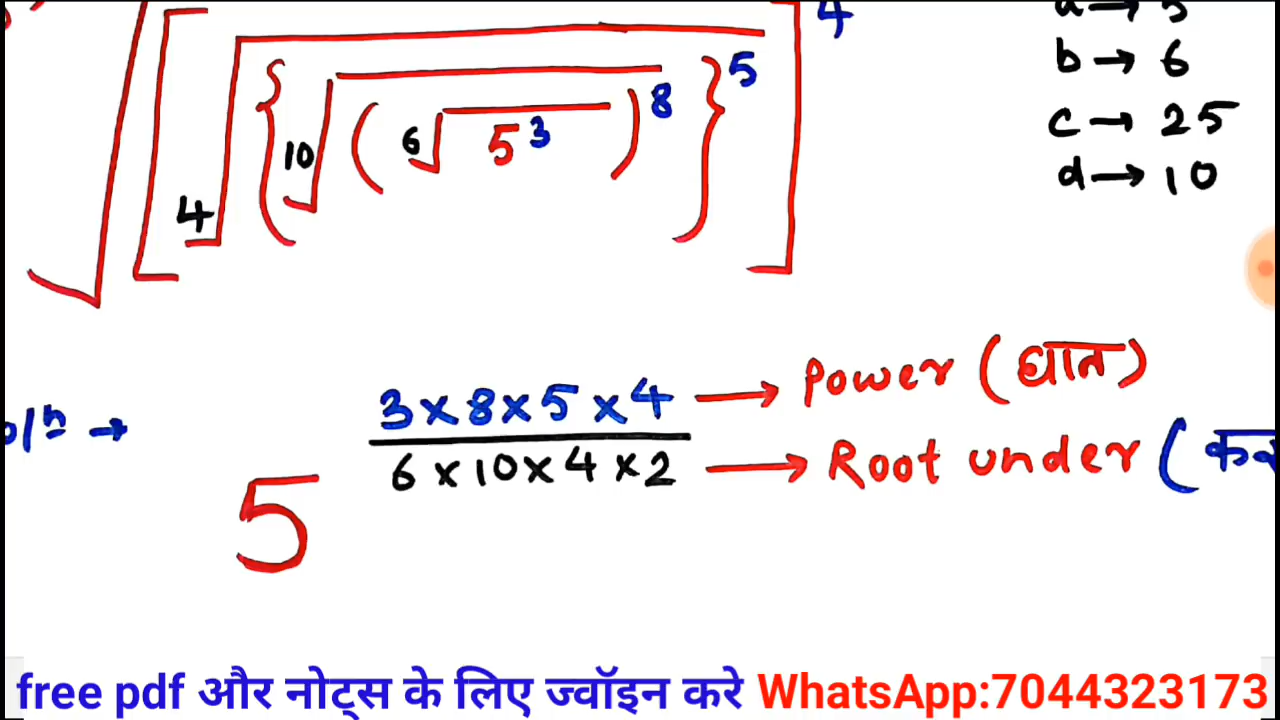 4
a → 5
5
b → 6
8
10
6
5³
c → 25
4
d → 10
3×8×5×4 → Power (घात)
6×10×4×2 → Root under (
5
free pdf और नोट्स के लिए ज्वॉइन करे WhatsApp:7044323173